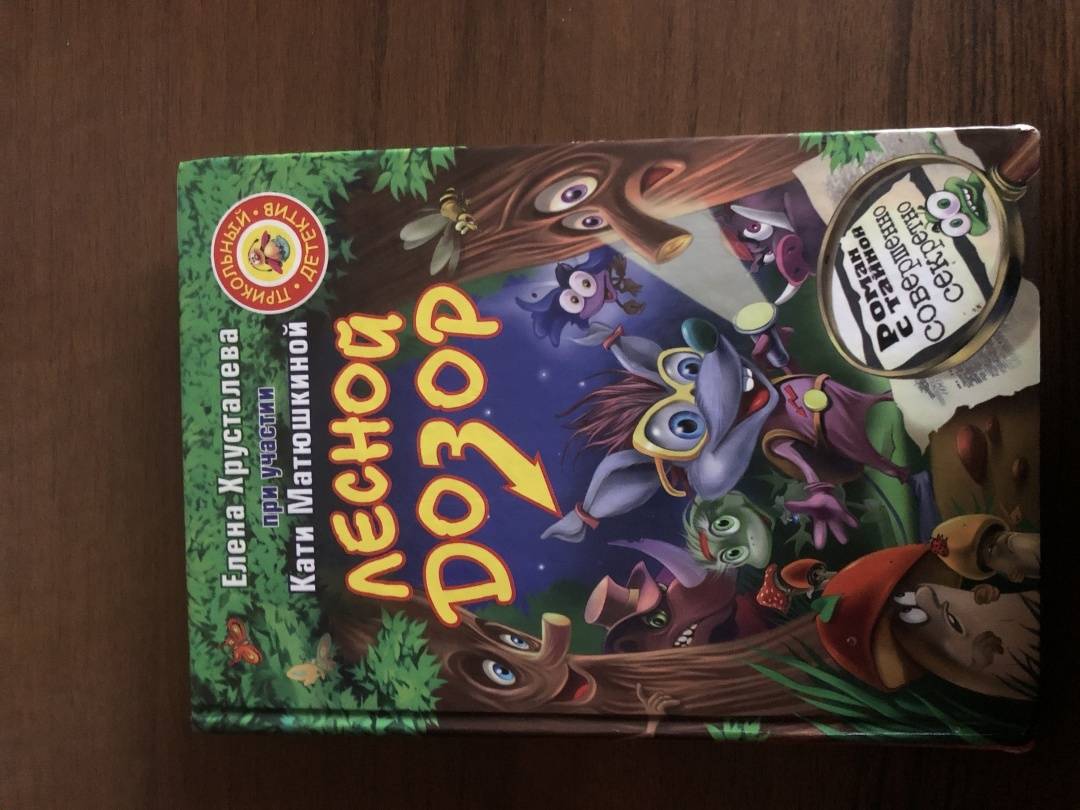 ПРИКОЛЬНЫЙ • ДЕТЕКТИВ •
Елена Хрусталева
при участии
Кати Матюшкиной
ЛЕСНОЙ
ДОЗОР
Роман
с тайной
Совершенно
Секретно